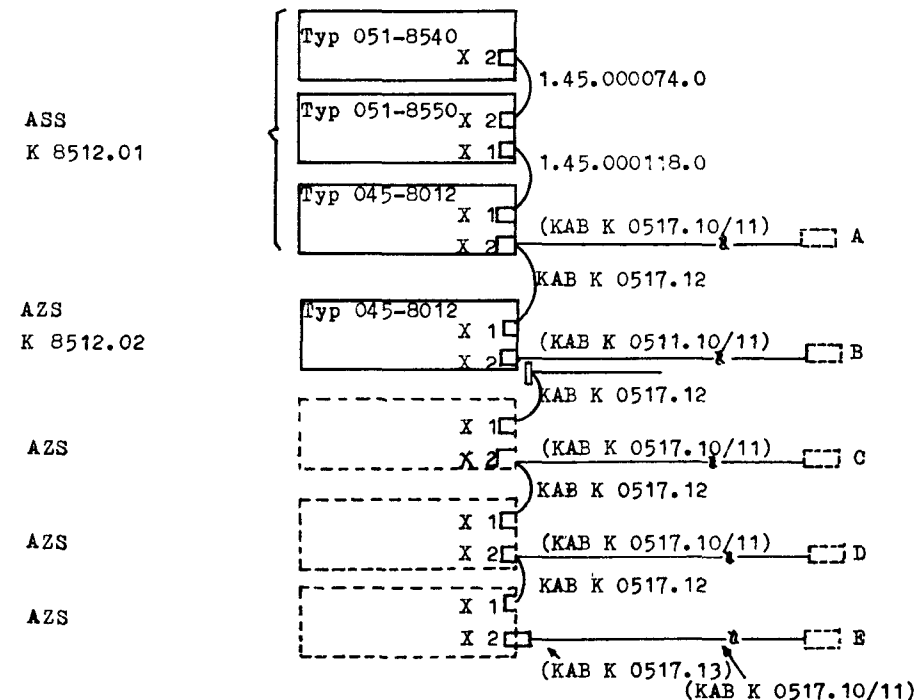 Typ 051-8540
X 2
1.45.000074.0
ASS
K 8512.01
Typ 051-8550
X 2
X 1
1.45.000118.0
Typ 045-8012
X 1
X 2
(KAB K 0517.10/11)
A
KAB K 0517.12
AZS
K 8512.02
Typ 045-8012
X 1
X 2
(KAB K 0511.10/11)
B
KAB K 0517.12
AZS
X 1
X 2
(KAB K 0517.10/11)
C
KAB K 0517.12
AZS
X 1
X 2
(KAB K 0517.10/11)
D
KAB K 0517.12
AZS
X 1
X 2
E
(KAB K 0517.13)
(KAB K 0517.10/11)